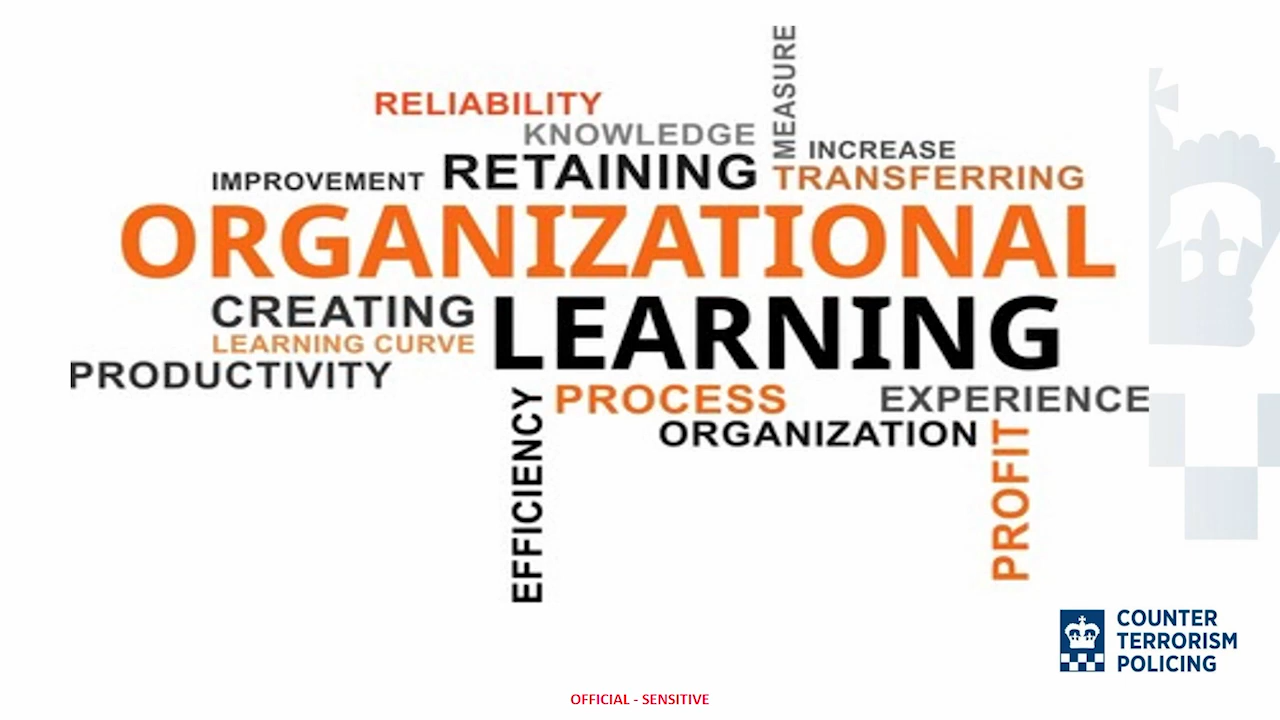 MEASURE
RELIABILITY
KNOWLEDGE
INCREASE
IMPROVEMENT
RETAINING
TRANSFERRING
ORGANIZATIONAL
CREATING
LEARNING
LEARNING CURVE
PRODUCTIVITY
EFFICIENCY
PROCESS
EXPERIENCE
ORGANIZATION
PROFIT
COUNTER
TERRORISM
POLICING
OFFICIAL - SENSITIVE